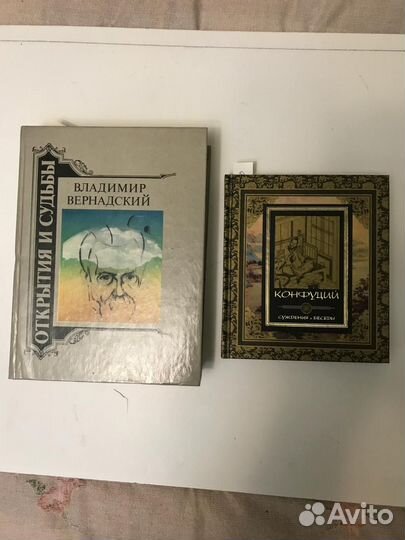 ОТКРЫТИЯ И СУДЬБЫ
ВЛАДИМИР
ВЕРНАДСКИЙ
КОНФУЦИЙ
СУЖДЕНИЯ и БЕСЕДЫ
Avito